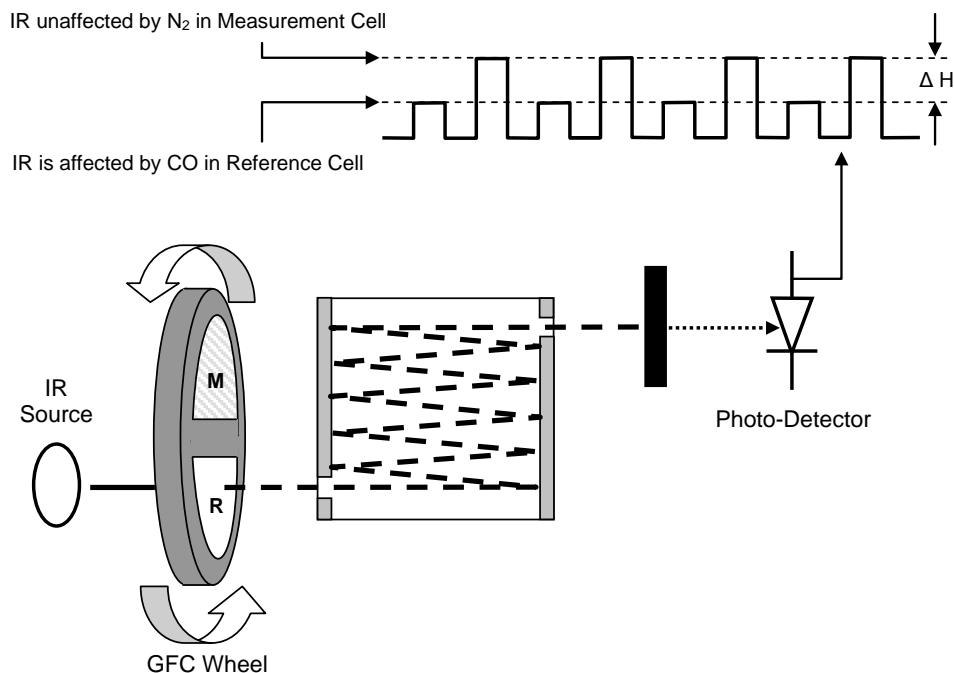 IR unaffected by N₂ in Measurement Cell
Δ H
IR is affected by CO in Reference Cell
M
IR
Source
R
Photo-Detector
GFC Wheel